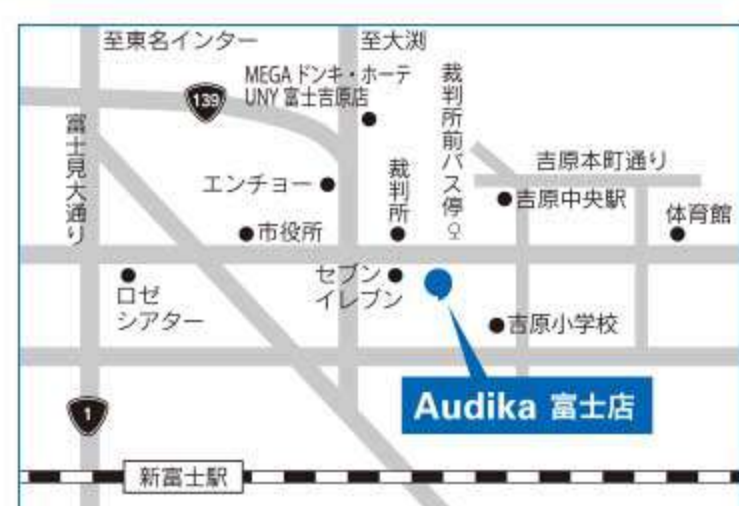 至東名インター
至大渕
MEGAドンキ・ホーテ
UNY 富士吉原店
139
裁判所前バス停
富士見大通り
吉原本町通り
エンチョー
裁判所
吉原中央駅
体育館
市役所
セブン
イレブン
ロゼ
シアター
吉原小学校
Audika 富士店
1
新富士駅